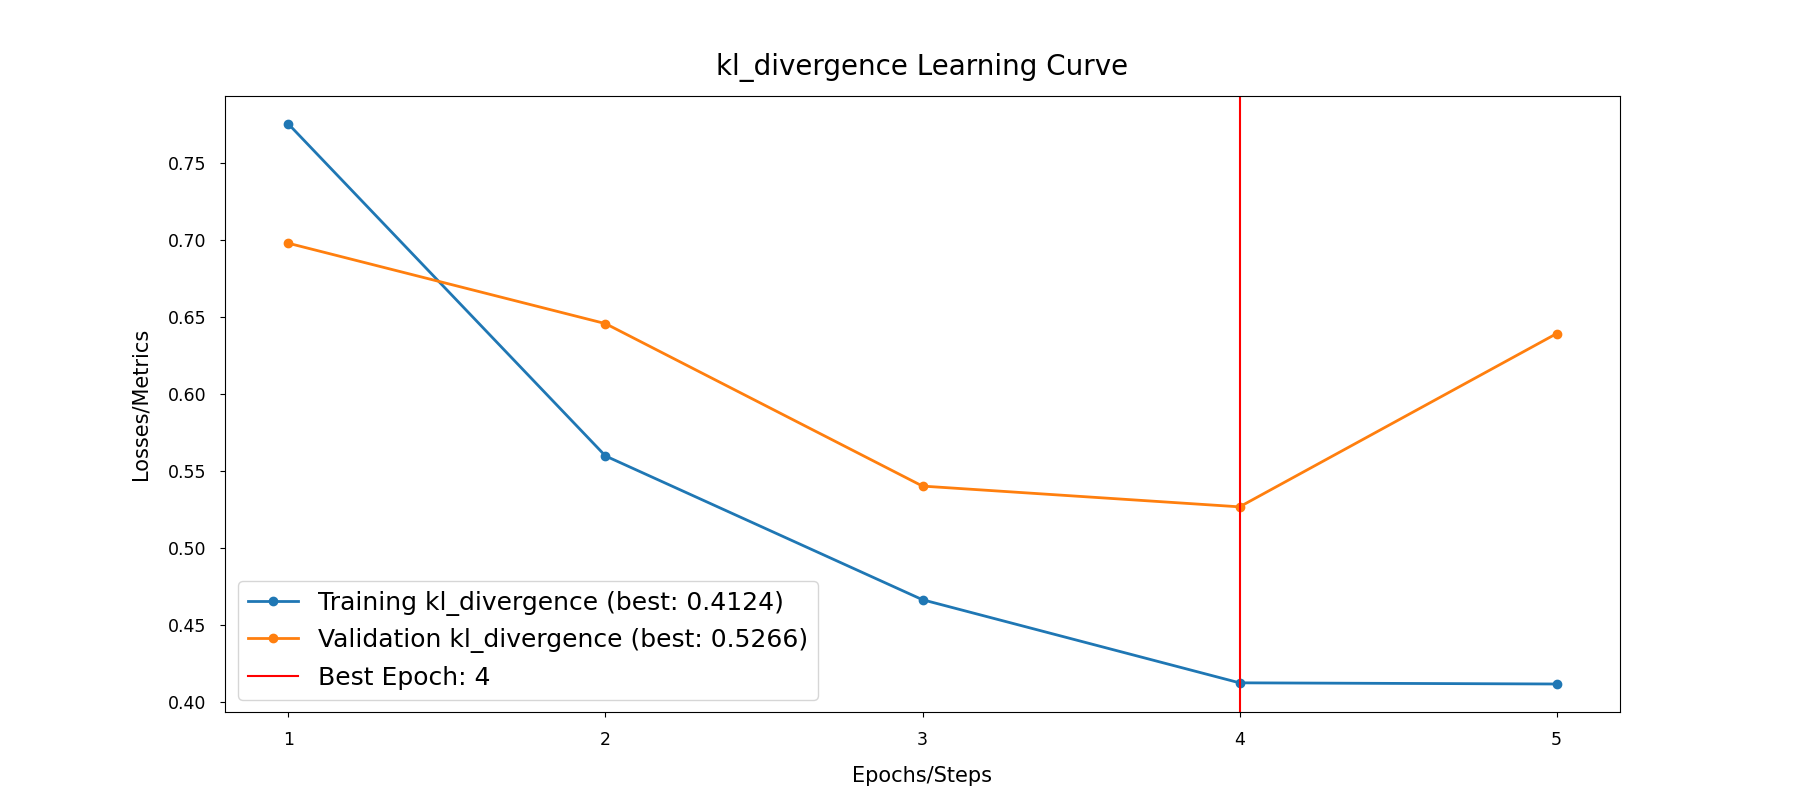 kl_divergence Learning Curve
Losses/Metrics
0.75
0.70
0.65
0.60
0.55
0.50
0.45
0.40
Training kl_divergence (best: 0.4124)
Validation kl_divergence (best: 0.5266)
Best Epoch: 4
1 2 3 4 5
Epochs/Steps